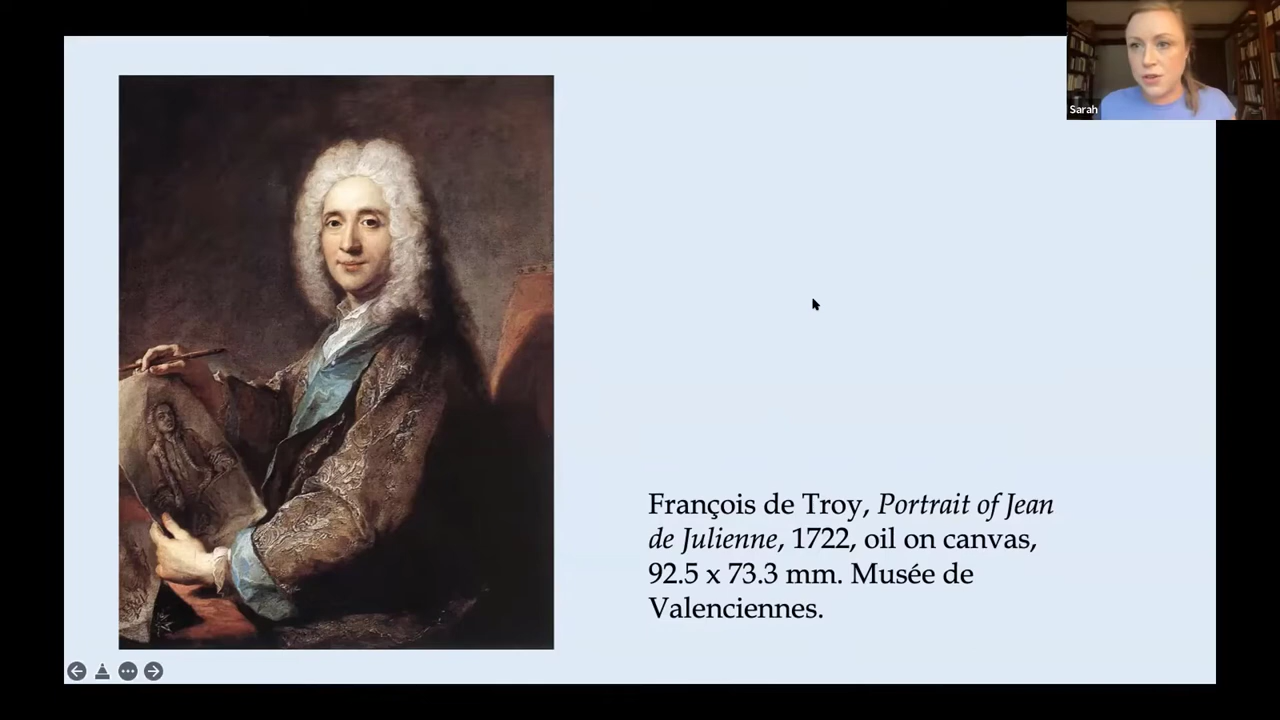 Sarah
François de Troy, Portrait of Jean
de Julienne, 1722, oil on canvas,
92.5 x 73.3 mm. Musée de
Valenciennes.